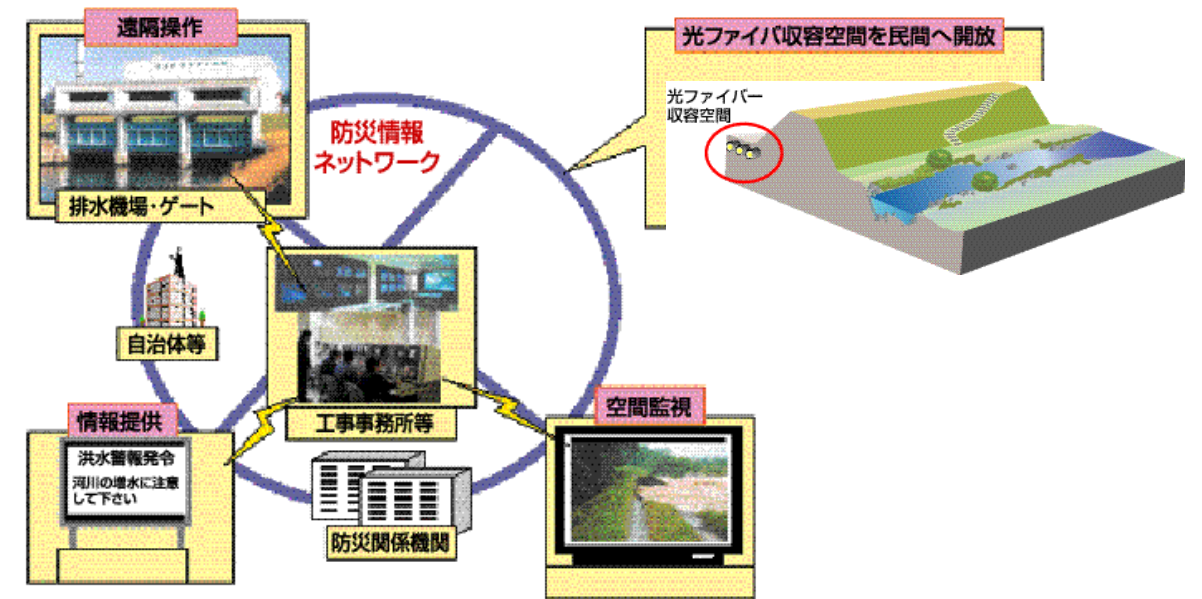 遠隔操作
光ファイバ収容空間を民間へ開放
光ファイバー
収容空間
防災情報
ネットワーク
排水機場・ゲート
自治体等
工事事務所等
情報提供
空間監視
洪水警報発令
河川の増水に注意
して下さい
防災関係機関